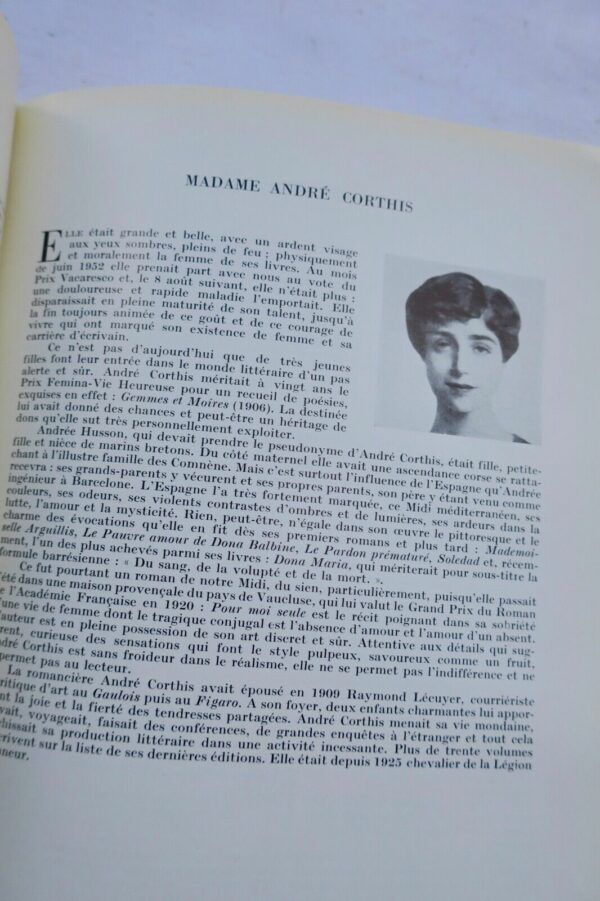 MADAME ANDRÉ CORTHIS
ELLE était grande et belle, avec un ardent visage
aux yeux sombres, pleins de feu ; physiquement
et moralement la femme de ses livres. Au mois
de juin 1952 elle prenait part avec nous au vote du
Prix Vacaresco et, le 8 août suivant, elle n'était plus :
une douloureuse et rapide maladie l'emportait. Elle
disparaissait en pleine maturité de son talent, jusqu'à
la fin toujours animée de ce goût et de ce courage de
vivre qui ont marqué son existence de femme et sa
carrière d'écrivain.
Ce n'est pas d'aujourd'hui que de très jeunes
filles font leur entrée dans le monde littéraire d'un pas
alerte et sûr. André Corthis méritait à vingt ans le
Prix Femina-Vie Heureuse pour un recueil de poésies,
exquises en effet : Gemmes et Moires (1906). La destinée
lui avait donné des chances et peut-être un héritage de
dons qu'elle sut très personnellement exploiter.
Andrée Husson, qui devait prendre le pseudonyme d'André Corthis, était fille, petite-
fille et nièce de marins bretons. Du côté maternel elle avait une ascendance corse se ratta-
chant à l'illustre famille des Comnène. Mais c'est surtout l'influence de l'Espagne qu'Andrée
recevra : ses grands-parents y vécurent et ses propres parents, son père y étant venu comme
ingénieur à Barcelone. L'Espagne l'a très fortement marquée, ce Midi méditerranéen, ses
couleurs, ses odeurs, ses violents contrastes d'ombres et de lumières, ses ardeurs dans la
lutte, l'amour et la mysticité. Rien, peut-être, n'égale dans son œuvre le pittoresque et le
charme des évocations qu'elle en fit dès ses premiers romans et plus tard : Mademoi-
selle Arguillis, Le Pauvre amour de Dona Balbine, Le Pardon prématuré, Soledad et, récem-
ment, l'un des plus achevés parmi ses livres : Dona Maria, qui mériterait pour sous-titre la
formule barrésienne : « Du sang, de la volupté et de la mort. ».
Ce fut pourtant un roman de notre Midi, du sien, particulièrement, puisqu'elle passait
l'été dans une maison provençale du pays de Vaucluse, qui lui valut le Grand Prix du Roman
de l'Académie Française en 1920 : Pour moi seule est le récit poignant dans sa sobriété
d'une vie de femme dont le tragique conjugal est l'absence d'amour et l'amour d'un absent.
L'auteur est en pleine possession de son art discret et sûr. Attentive aux détails qui sug-
rent, curieuse des sensations qui font le style pulpeux, savoureux comme un fruit,
ndré Corthis est sans froideur dans le réalisme, elle ne se permet pas l'indifférence et ne
permet pas au lecteur.
La romancière André Corthis avait épousé en 1909 Raymond Lécuyer, courriériste
critique d'art au Gaulois puis au Figaro. A son foyer, deux enfants charmantes lui appor-
nt la joie et la fierté des tendresses partagées. André Corthis menait sa vie mondaine,
vait, voyageait, faisait des conférences, de grandes enquêtes à l'étranger et tout cela
hissait sa production littéraire dans une activité incessante. Plus de trente volumes
crivent sur la liste de ses dernières éditions. Elle était depuis 1925 chevalier de la Légion
nneur.